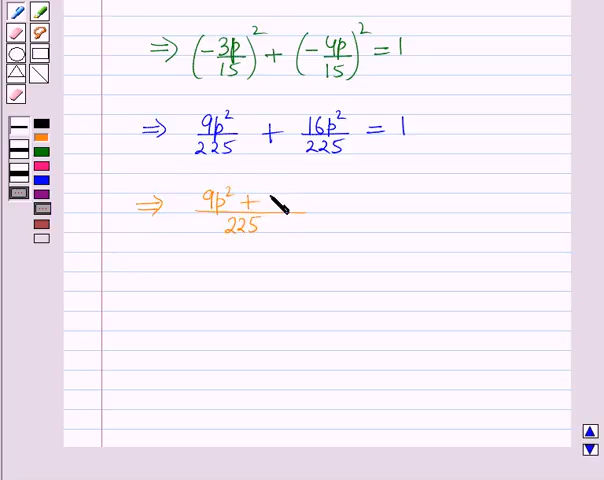 ⇒ (-3p/15)² + (-4p/15)² = 1
⇒ 9p²/225 + 16p²/225 = 1
⇒ 9p² + /225